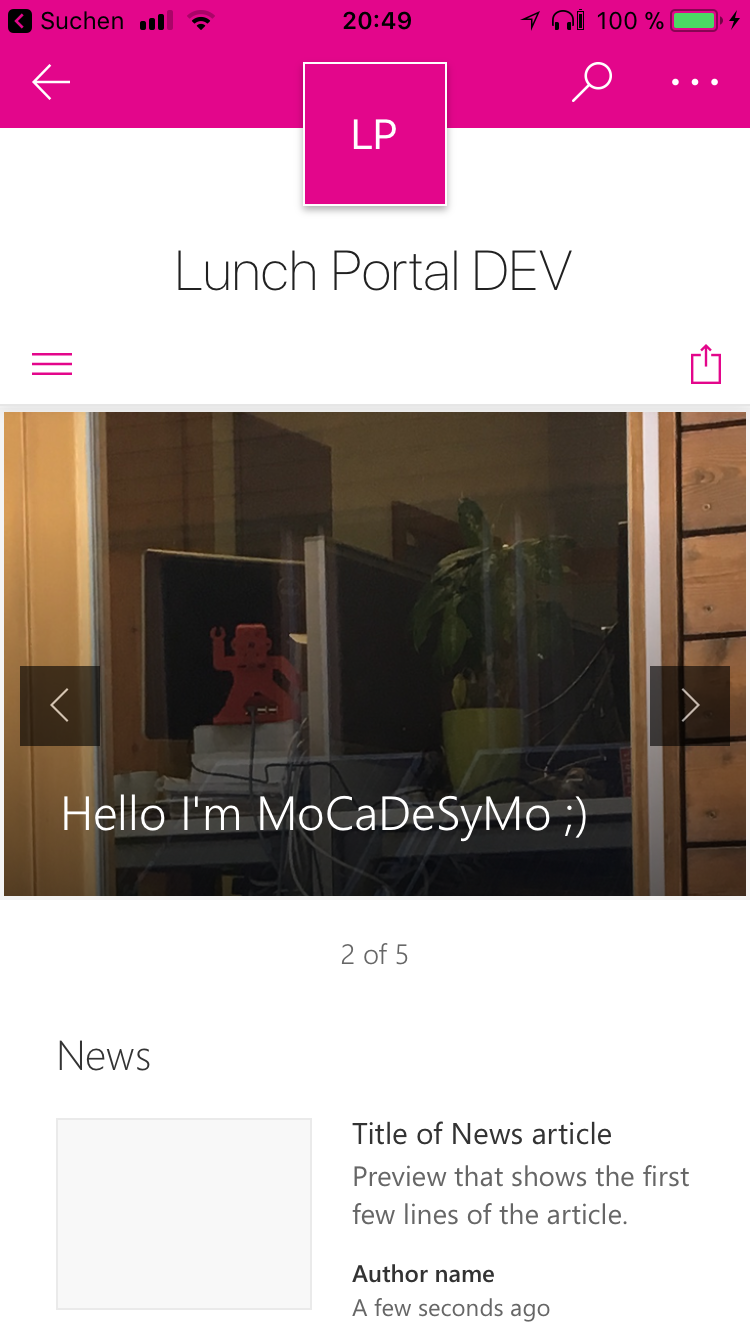 Suchen 20:49 100 %
LP
Lunch Portal DEV
Hello I'm MoCaDeSyMo ;)
2 of 5
News
Title of News article
Preview that shows the first
few lines of the article.
Author name
A few seconds ago